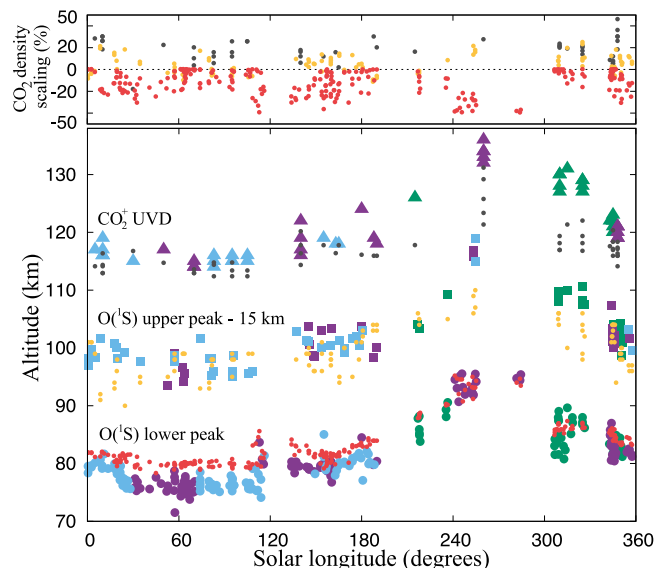 CO₂ density
scaling (%)
50
20
0
-20
-50
Altitude (km)
130
120
110
100
90
80
70
CO₂⁺ UVD
O(¹S) upper peak - 15 km
O(¹S) lower peak
0 60 120 180 240 300 360
Solar longitude (degrees)